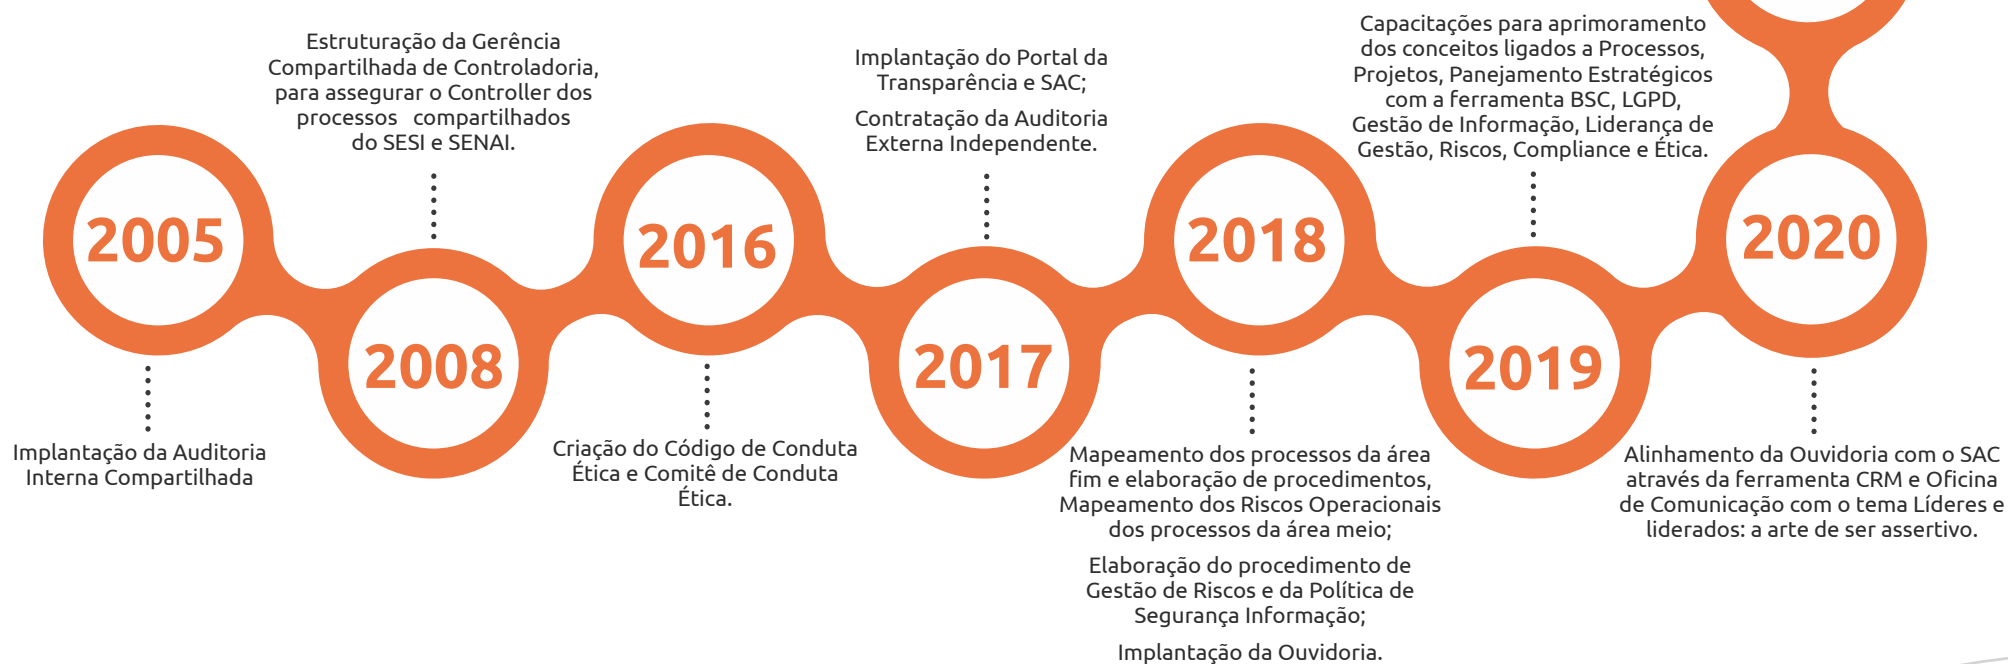 2005
Implantação da Auditoria
Interna Compartilhada
Estruturação da Gerência
Compartilhada de Controladoria,
para assegurar o Controller dos
processos compartilhados
do SESI e SENAI.
2008
2016
Criação do Código de Conduta
Ética e Comitê de Conduta
Ética.
Implantação do Portal da
Transparência e SAC;
Contratação da Auditoria
Externa Independente.
2017
2018
Mapeamento dos processos da área
fim e elaboração de procedimentos,
Mapeamento dos Riscos Operacionais
dos processos da área meio;
Elaboração do procedimento de
Gestão de Riscos e da Política de
Segurança Informação;
Implantação da Ouvidoria.
Capacitações para aprimoramento
dos conceitos ligados a Processos,
Projetos, Panejamento Estratégicos
com a ferramenta BSC, LGPD,
Gestão de Informação, Liderança de
Gestão, Riscos, Compliance e Ética.
2019
2020
Alinhamento da Ouvidoria com o SAC
através da ferramenta CRM e Oficina
de Comunicação com o tema Líderes e
liderados: a arte de ser assertivo.